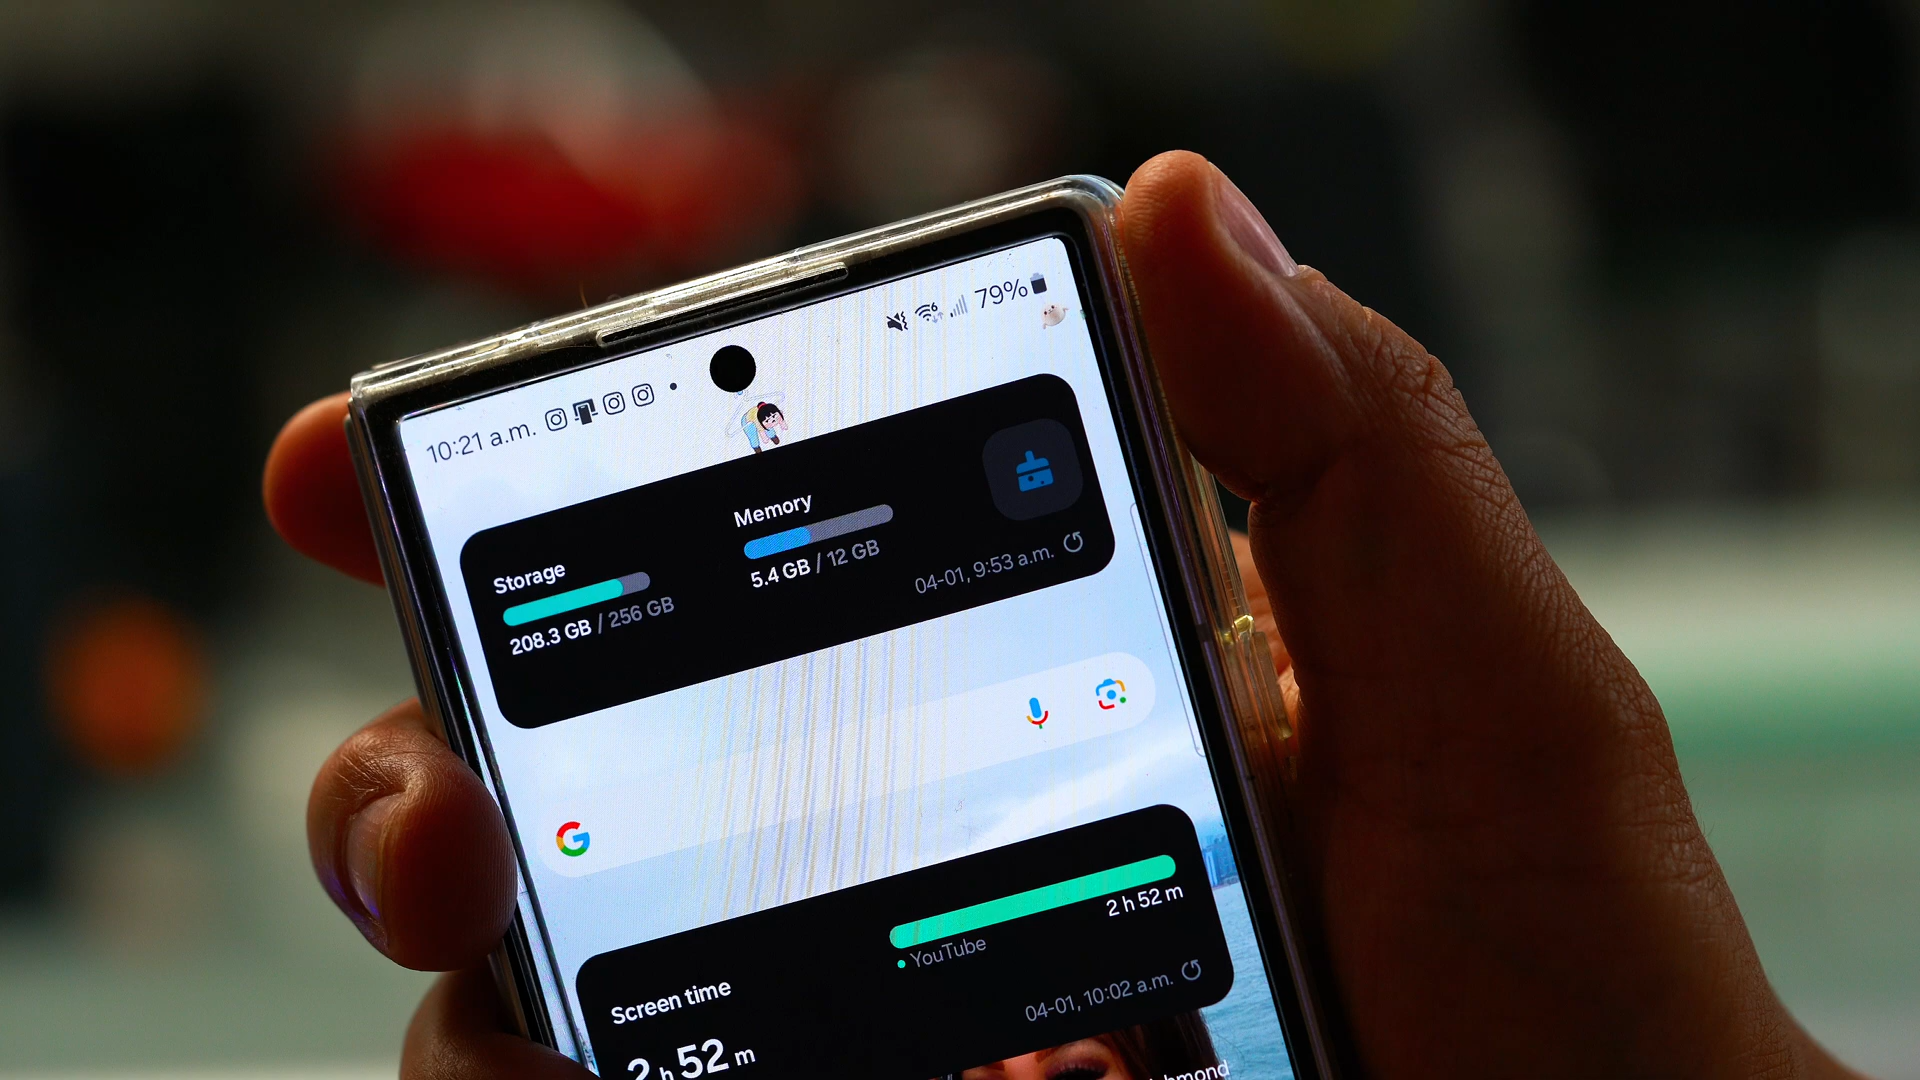 10:21 a.m.
79%
Storage
208.3 GB / 256 GB
Memory
5.4 GB / 12 GB
04-01, 9:53 a.m.
G
2 h 52 m
YouTube
Screen time
04-01, 10:02 a.m.
2 h 52 m